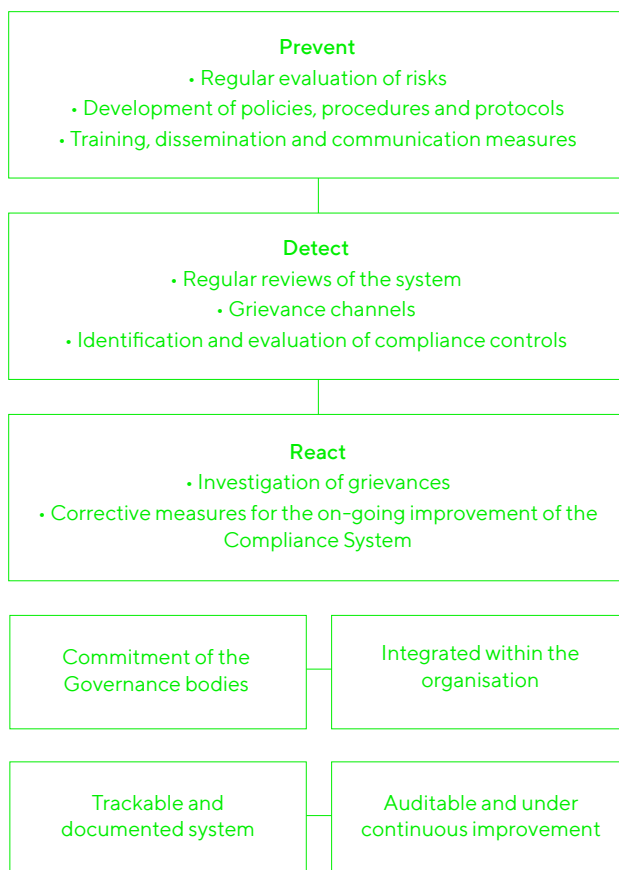 Prevent
• Regular evaluation of risks
• Development of policies, procedures and protocols
• Training, dissemination and communication measures
Detect
• Regular reviews of the system
• Grievance channels
• Identification and evaluation of compliance controls
React
• Investigation of grievances
• Corrective measures for the on-going improvement of the
Compliance System
Commitment of the
Governance bodies
Integrated within the
organisation
Trackable and
documented system
Auditable and under
continuous improvement